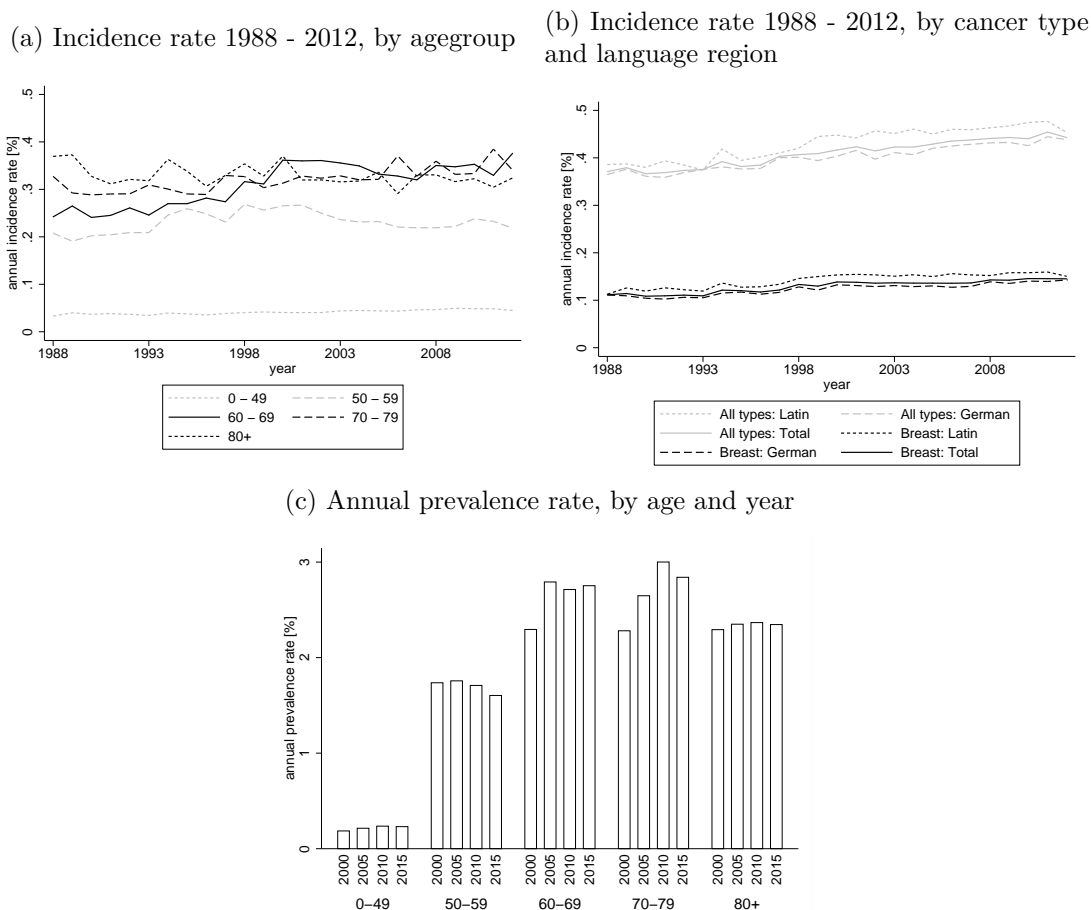 (a) Incidence rate 1988 - 2012, by agegroup
annual incidence rate [%]
.5
.4
.3
.2
.1
0
1988 1993 1998 2003 2008
year
0 – 49 50 – 59
60 – 69 70 – 79
80+
(b) Incidence rate 1988 - 2012, by cancer type
and language region
annual incidence rate [%]
.5
.4
.3
.2
.1
0
1988 1993 1998 2003 2008
year
All types: Latin All types: German
All types: Total Breast: Latin
Breast: German Breast: Total
(c) Annual prevalence rate, by age and year
annual prevalence rate [%]
3
2
1
0
2000 2005 2010 2015 2000 2005 2010 2015 2000 2005 2010 2015 2000 2005 2010 2015 2000 2005 2010 2015
0–49 50–59 60–69 70–79 80+